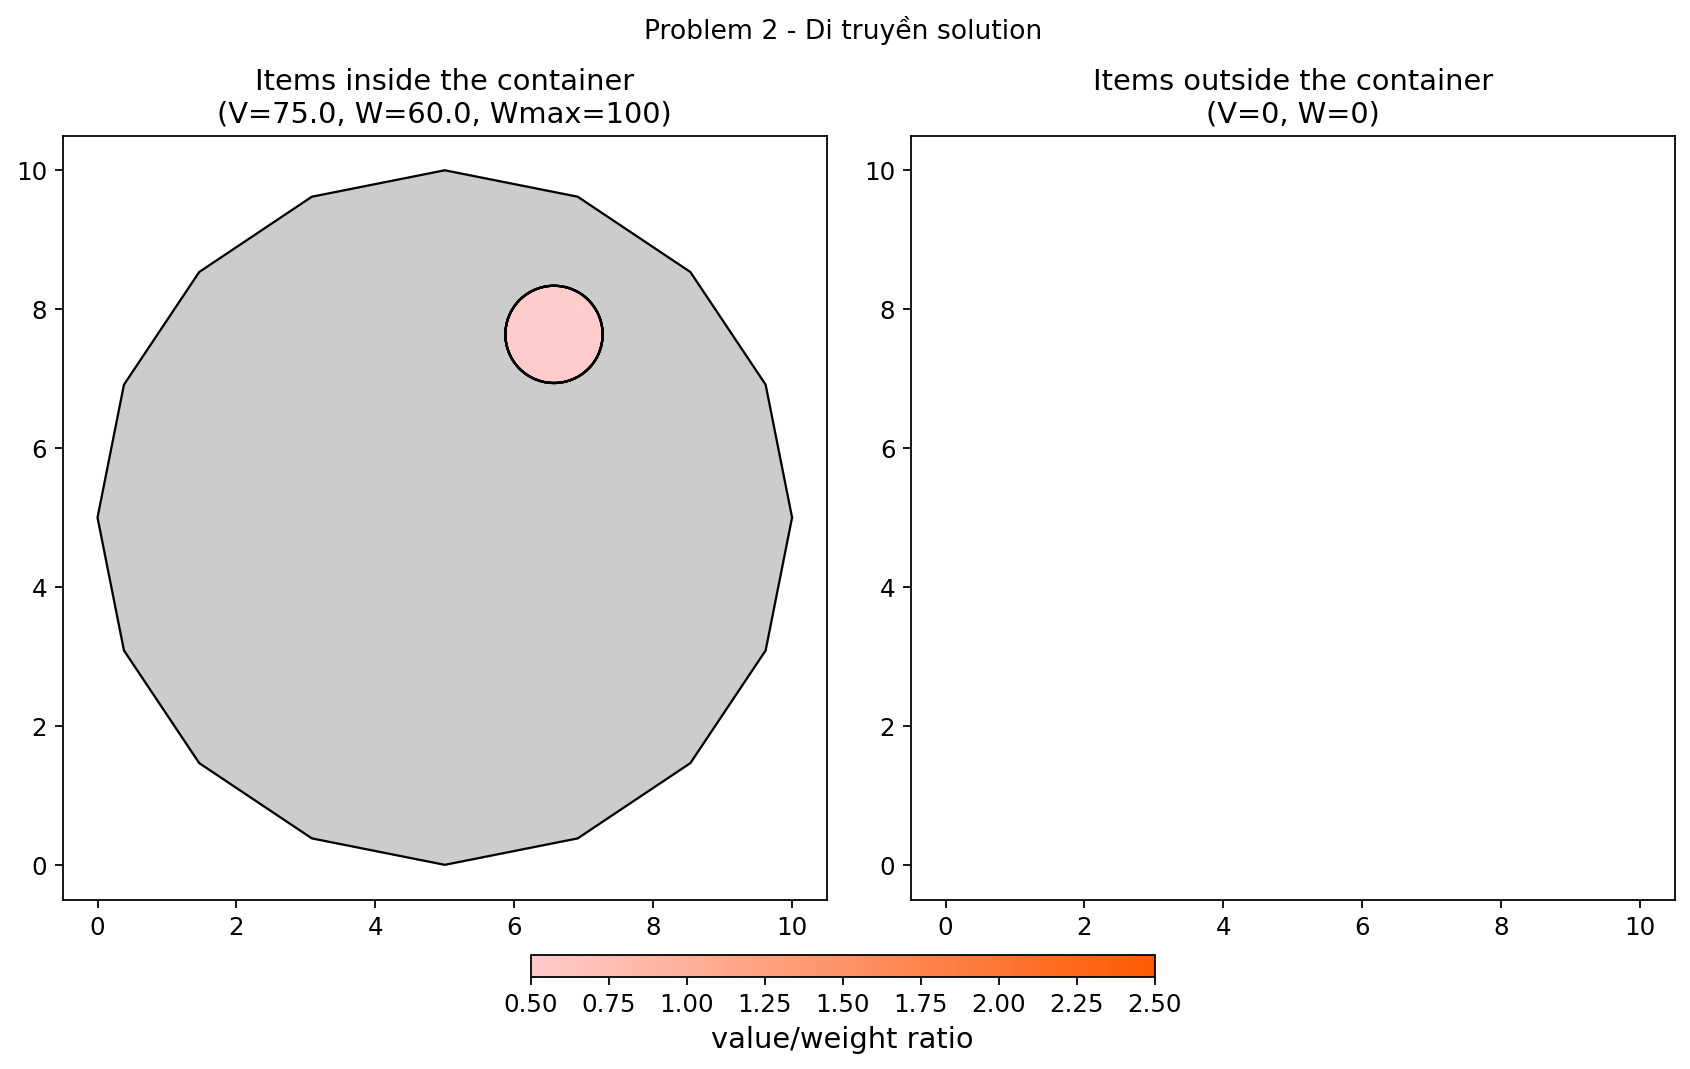 Problem 2 - Di truyền solution
Items inside the container
(V=75.0, W=60.0, Wmax=100)
10
8
6
4
2
0
0 2 4 6 8 10
Items outside the container
(V=0, W=0)
10
8
6
4
2
0
0 2 4 6 8 10
0.50 0.75 1.00 1.25 1.50 1.75 2.00 2.25 2.50
value/weight ratio